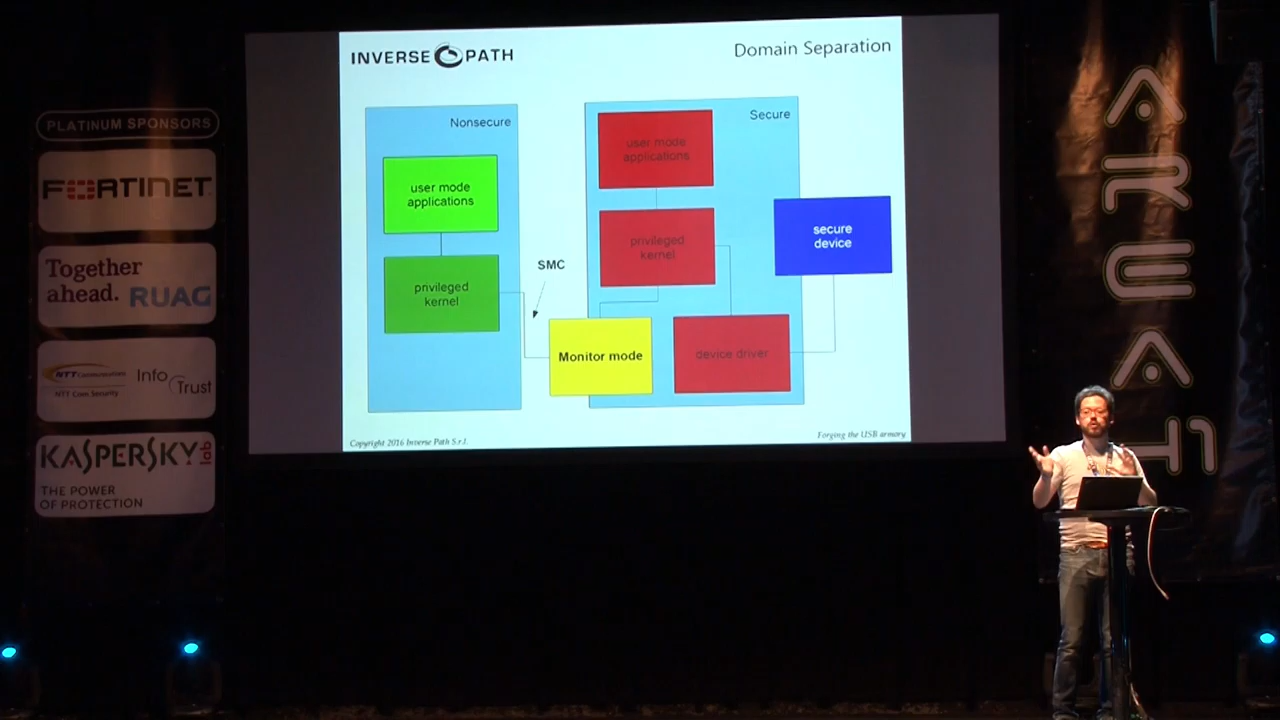 PLATINUM SPONSORS
FORTINET
Together
ahead. RUAG
NTT Communications
NTT Com Security
Info
Trust
KASPERSKY lab
THE POWER
OF PROTECTION
INVERSE PATH
Domain Separation
Nonsecure
user mode
applications
privileged
kernel
SMC
Monitor mode
Secure
user mode
applications
privileged
kernel
device driver
secure
device
Copyright 2016 Inverse Path S.r.l.
Forging the USB armory
AREA41